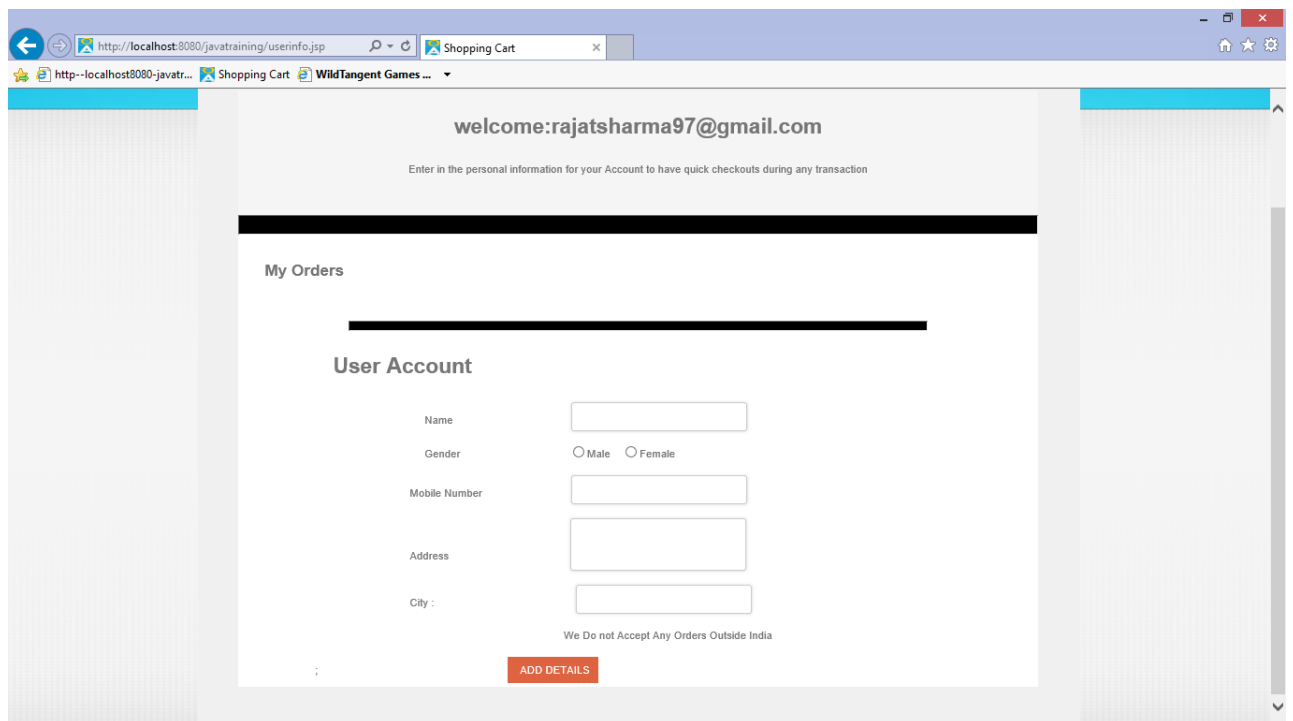 http://localhost:8080/javatraining/userinfo.jsp
Shopping Cart
http--localhost8080-javatr... Shopping Cart WildTangent Games ...
welcome:rajatsharma97@gmail.com
Enter in the personal information for your Account to have quick checkouts during any transaction
My Orders
User Account
Name
Gender Male Female
Mobile Number
Address
City :
We Do not Accept Any Orders Outside India
; ADD DETAILS